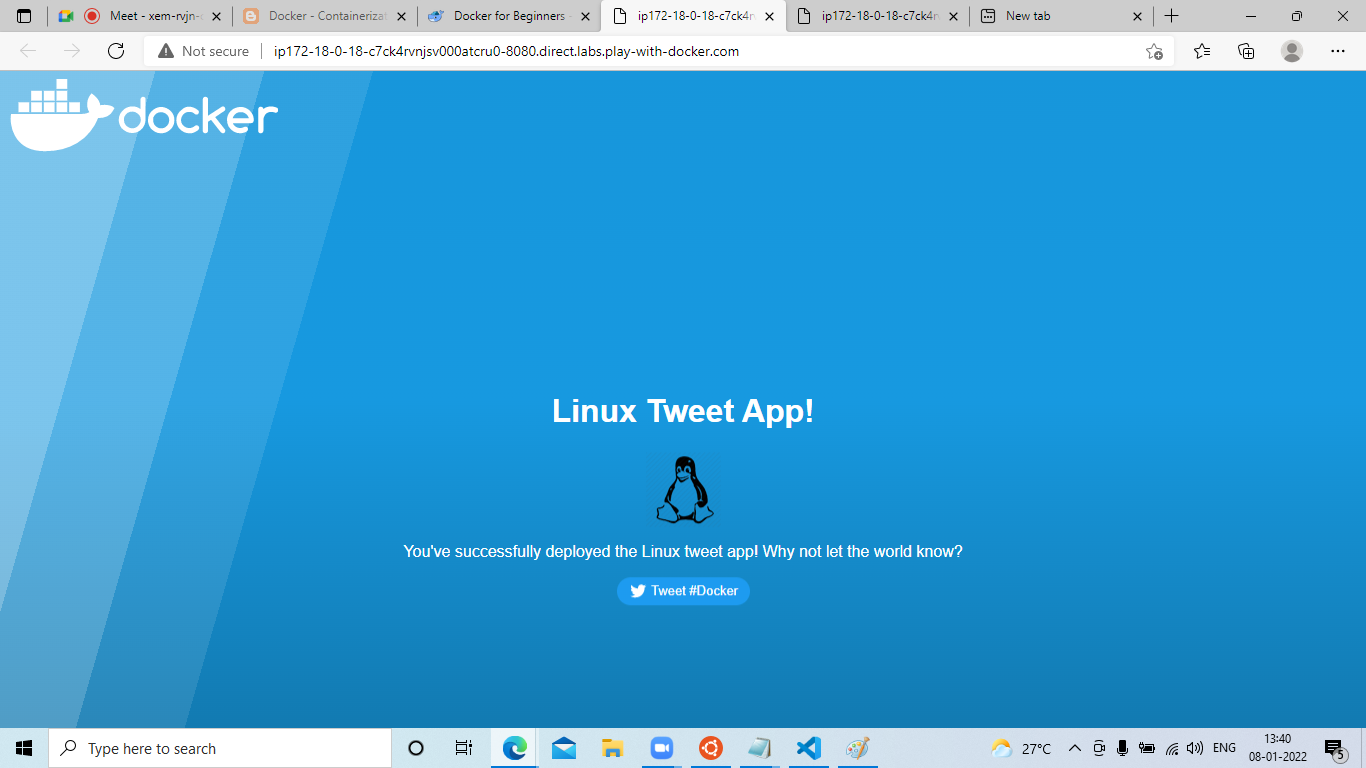 Meet - xem-rvjn-
Docker - Containerizat
Docker for Beginners -
ip172-18-0-18-c7ck4r
ip172-18-0-18-c7ck4r
New tab
Not secure
ip172-18-0-18-c7ck4rvnjsv000atcru0-8080.direct.labs.play-with-docker.com
docker
Linux Tweet App!
You've successfully deployed the Linux tweet app! Why not let the world know?
Tweet #Docker
Type here to search
27°C
ENG
13:40
08-01-2022
5